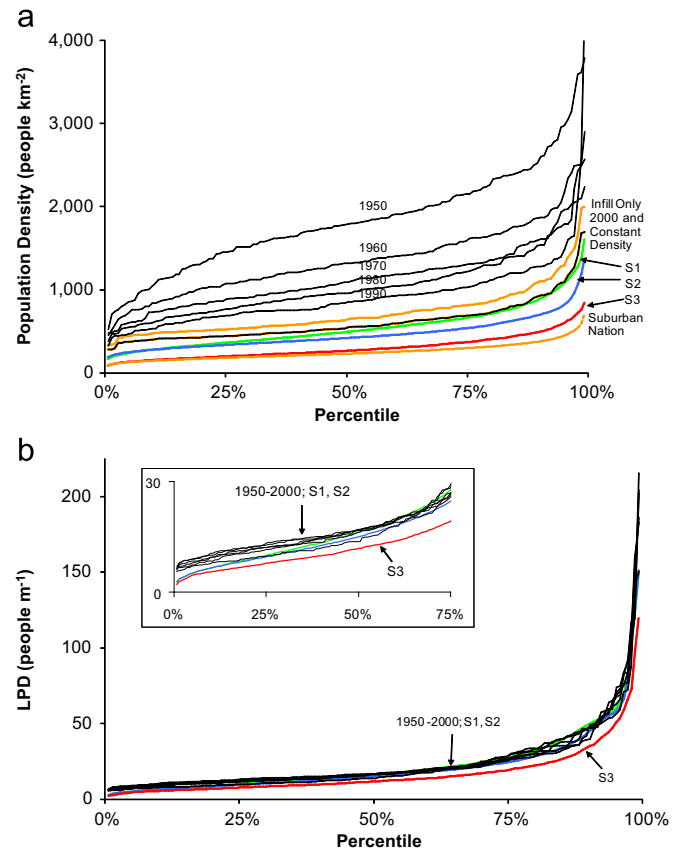 a
Population Density (people km-2)
4,000
3,000
2,000
1,000
0
1950
1960
1970
1980
1990
Infill Only
2000 and
Constant
Density
S1
S2
S3
Suburban
Nation
0%
25%
50%
75%
100%
Percentile
b
LPD (people m-1)
200
150
100
50
0
30
0
1950-2000; S1, S2
S3
0%
25%
50%
75%
1950-2000; S1, S2
S3
0%
25%
50%
75%
100%
Percentile